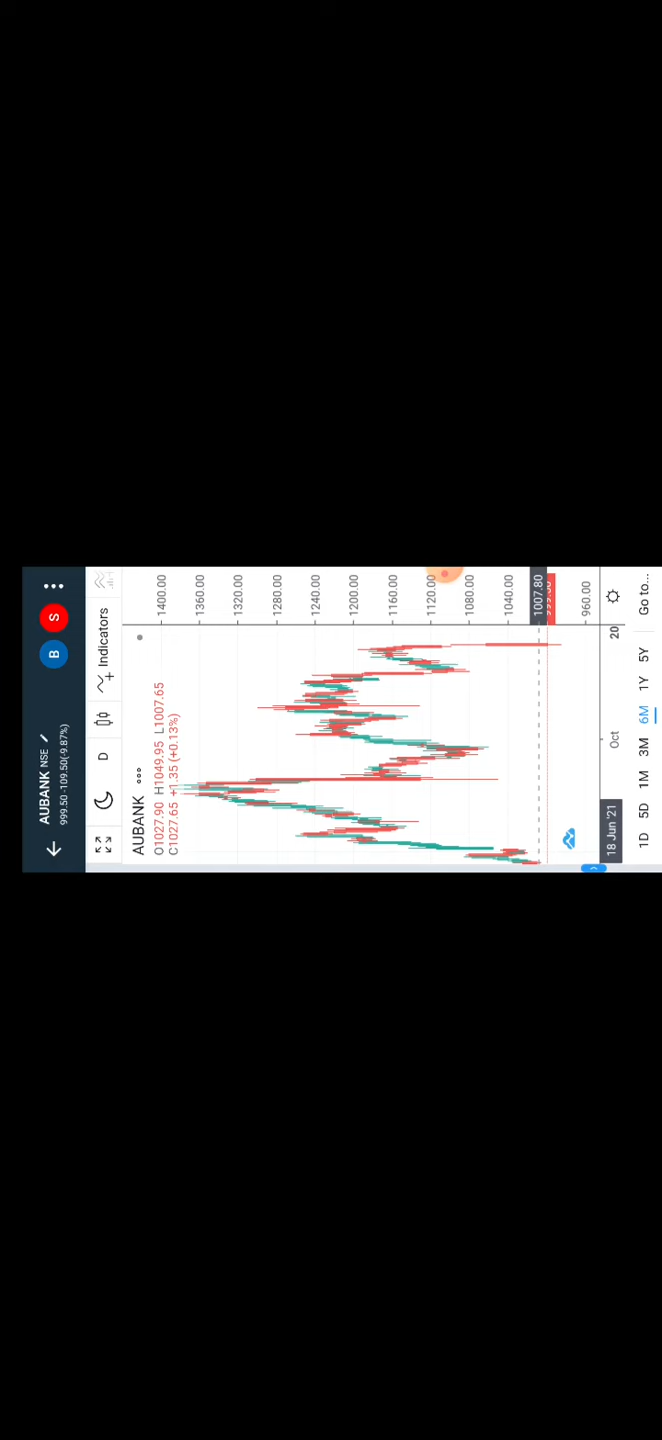 AUBANK NSE
999.50 -109.50(-9.87%)
B
S
D
Indicators
AUBANK
O1027.90 H1049.95 L1007.65
C1027.65 +1.35 (+0.13%)
1400.00
1360.00
1320.00
1280.00
1240.00
1200.00
1160.00
1120.00
1080.00
1040.00
1007.80
960.00
18 Jun '21
Oct
20
1D 5D 1M 3M 6M 1Y 5Y Go to...